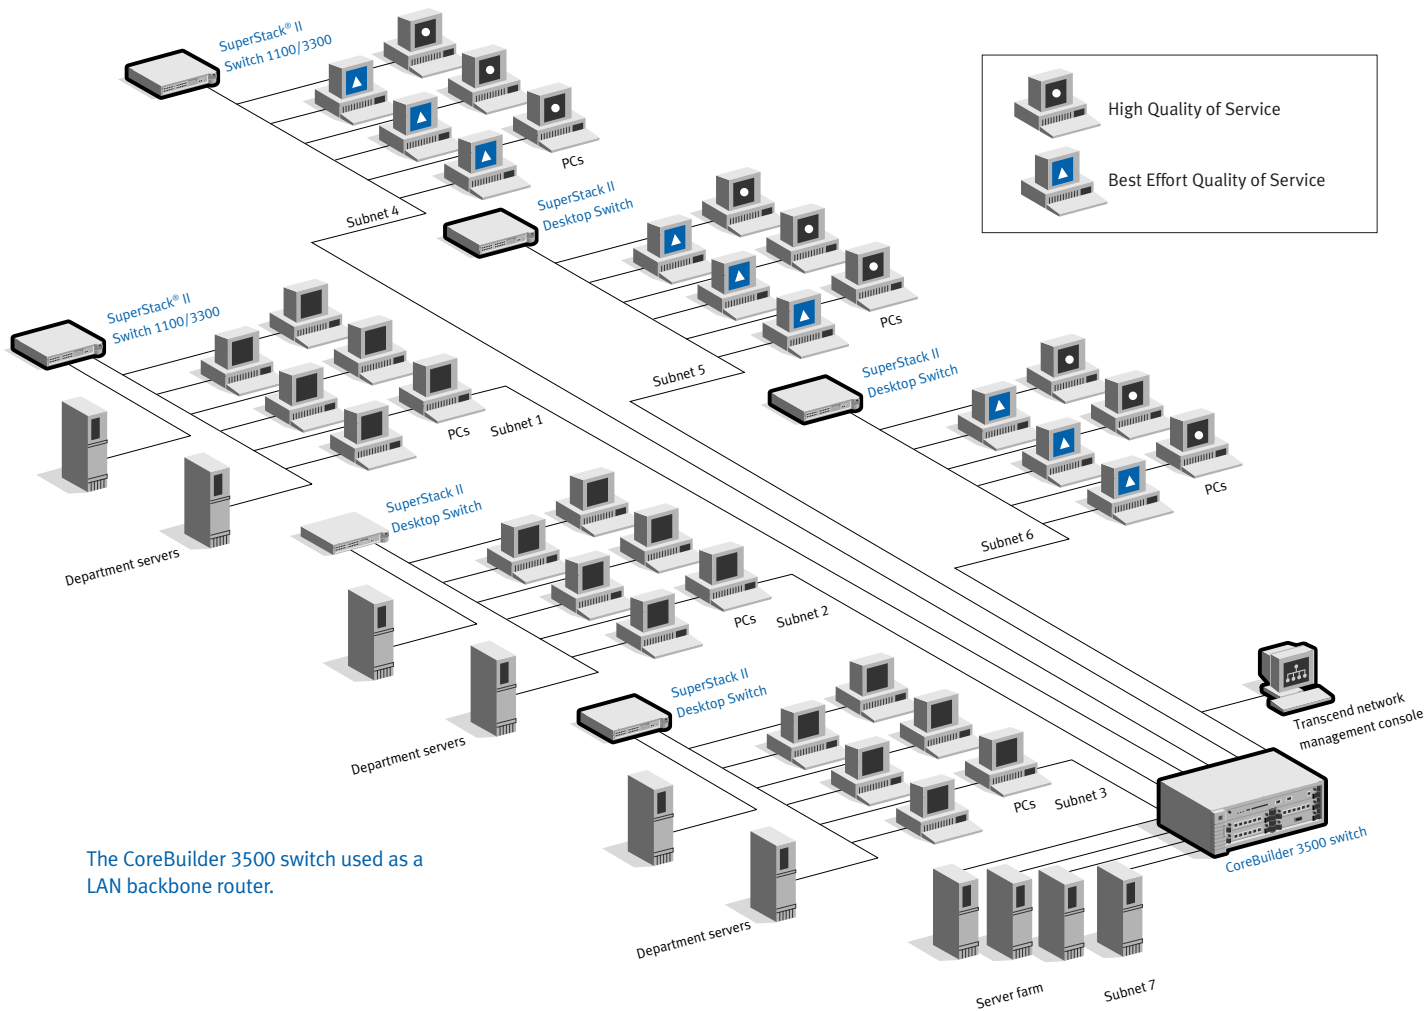 SuperStack® II
Switch 1100/3300
PCs
Subnet 4
High Quality of Service
Best Effort Quality of Service
SuperStack II
Desktop Switch
PCs
Subnet 5
SuperStack® II
Switch 1100/3300
PCs
Subnet 1
Department servers
SuperStack II
Desktop Switch
PCs
Subnet 6
SuperStack II
Desktop Switch
PCs
Subnet 2
Department servers
SuperStack II
Desktop Switch
PCs
Subnet 3
Department servers
Transcend network
management console
CoreBuilder 3500 switch
Server farm
Subnet 7
The CoreBuilder 3500 switch used as a
LAN backbone router.